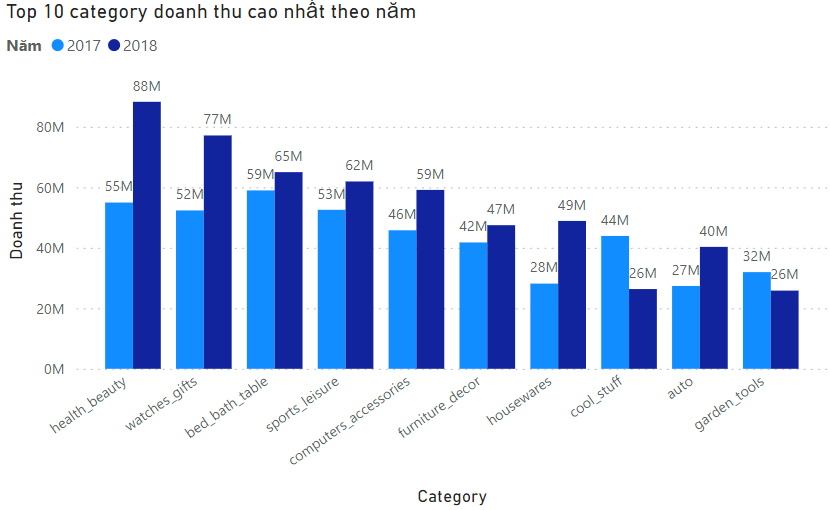 Top 10 category doanh thu cao nhất theo năm
Năm 2017 2018
88M
77M
80M
65M
62M
59M
59M
55M
60M
52M
53M
49M
46M
47M
44M
42M
40M
40M
32M
28M
26M
27M
26M
20M
0M
Doanh thu
health_beauty
watches_gifts
bed_bath_table
sports_leisure
computers_accessories
furniture_decor
housewares
cool_stuff
auto
garden_tools
Category